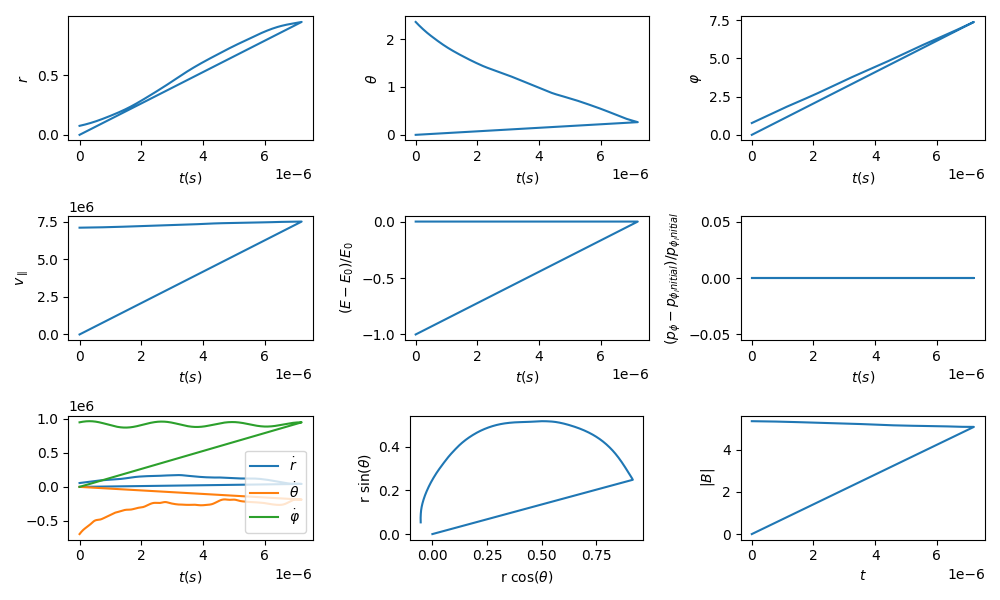 r
0.5
0.0
0 2 4 6
1e−6
t(s)
θ
2
1
0
0 2 4 6
1e−6
t(s)
φ
7.5
5.0
2.5
0.0
0 2 4 6
1e−6
t(s)
1e6
v∥
7.5
5.0
2.5
0.0
0 2 4 6
1e−6
t(s)
(E − E₀)/E₀
0.0
−0.5
−1.0
0 2 4 6
1e−6
t(s)
(p_ϕ − p_{ϕ_initial})/p_{ϕ_initial}
0.05
0.00
−0.05
0 2 4 6
1e−6
t(s)
1e6
1.0
0.5
0.0
−0.5
ṙ
θ̇
φ̇
0 2 4 6
1e−6
t(s)
r sin(θ)
0.4
0.2
0.0
0.00 0.25 0.50 0.75
r cos(θ)
|B|
4
2
0
0 2 4 6
1e−6
t